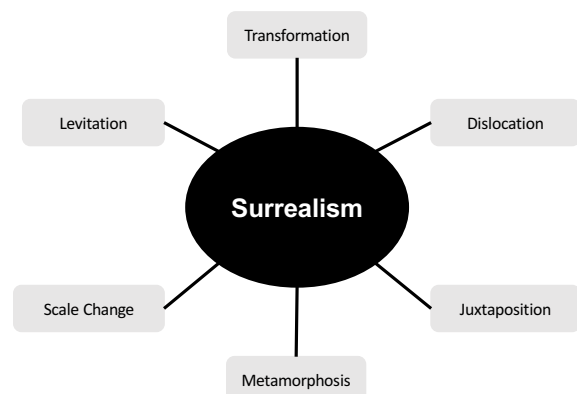 Transformation
Levitation
Dislocation
Surrealism
Scale Change
Juxtaposition
Metamorphosis